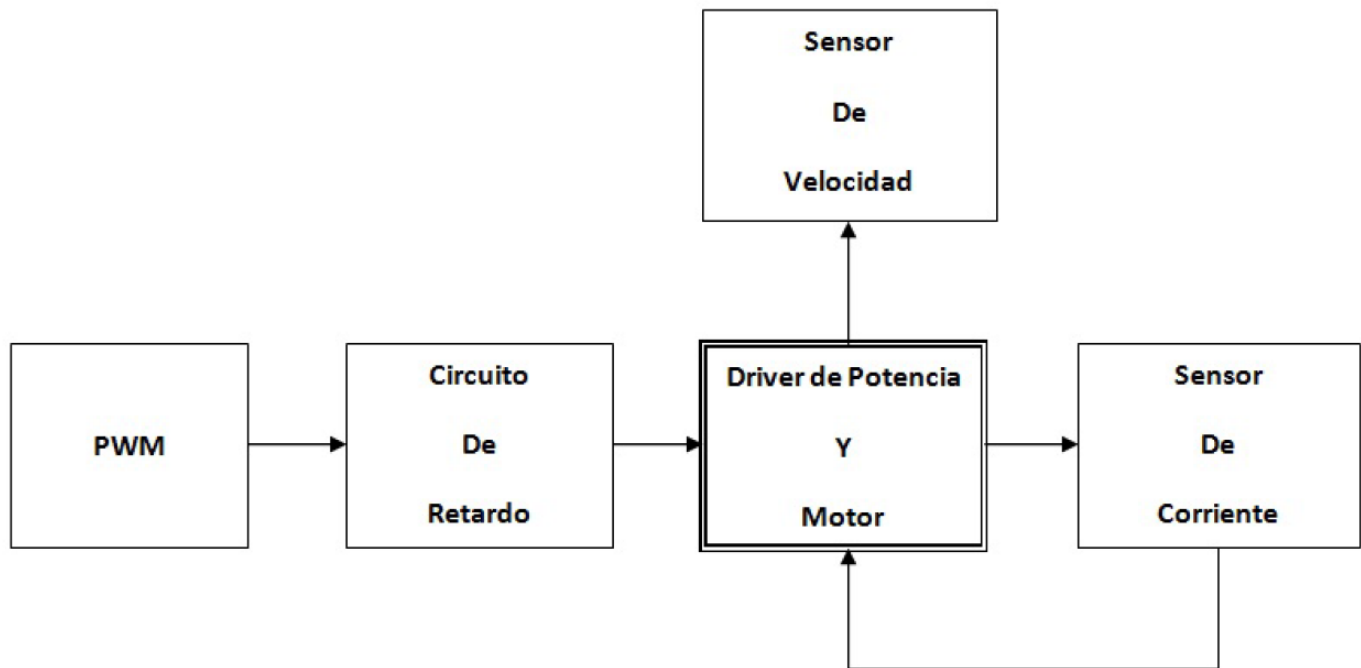 Sensor
De
Velocidad
PWM
Circuito
De
Retardo
Driver de Potencia
Y
Motor
Sensor
De
Corriente